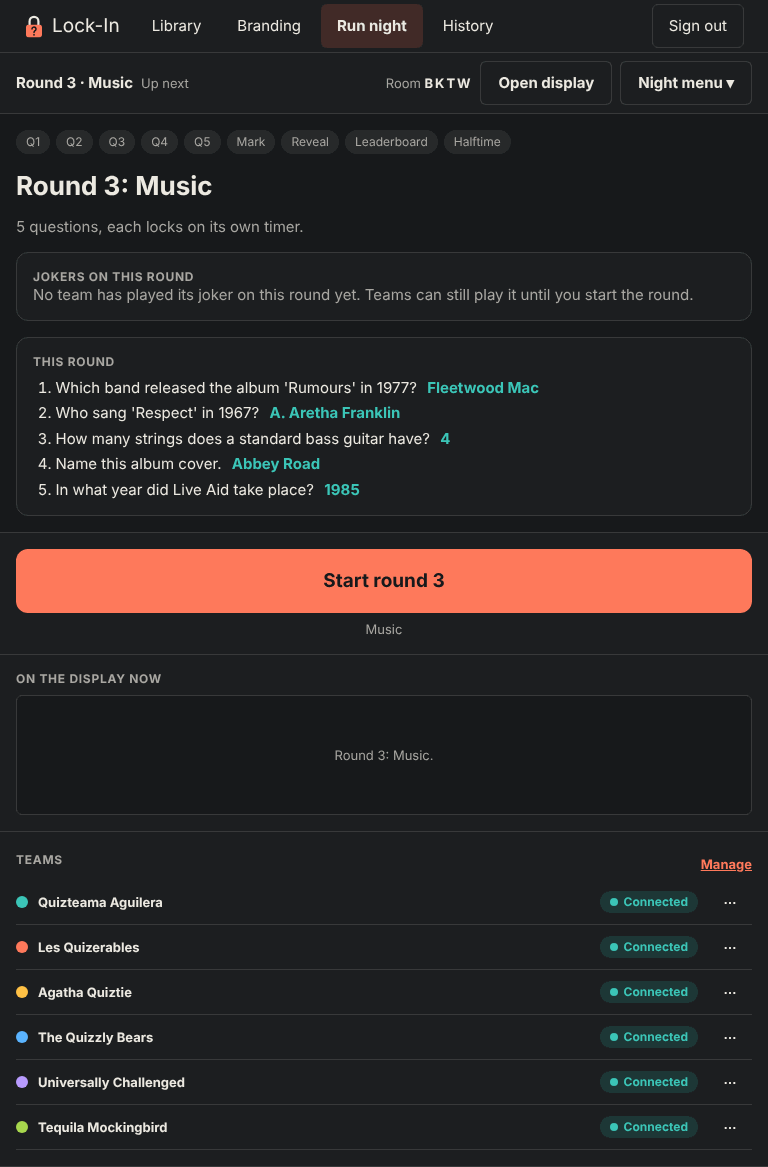 Lock-In Library Branding Run night History Sign out
Round 3 · Music Up next Room BKTW Open display Night menu ▾
Q1 Q2 Q3 Q4 Q5 Mark Reveal Leaderboard Halftime
Round 3: Music
5 questions, each locks on its own timer.
JOKERS ON THIS ROUND
No team has played its joker on this round yet. Teams can still play it until you start the round.
THIS ROUND
1. Which band released the album 'Rumours' in 1977? Fleetwood Mac
2. Who sang 'Respect' in 1967? A. Aretha Franklin
3. How many strings does a standard bass guitar have? 4
4. Name this album cover. Abbey Road
5. In what year did Live Aid take place? 1985
Start round 3
Music
ON THE DISPLAY NOW
Round 3: Music.
TEAMS Manage
Quizteama Aguilera Connected ...
Les Quizerables Connected ...
Agatha Quiztie Connected ...
The Quizzly Bears Connected ...
Universally Challenged Connected ...
Tequila Mockingbird Connected ...